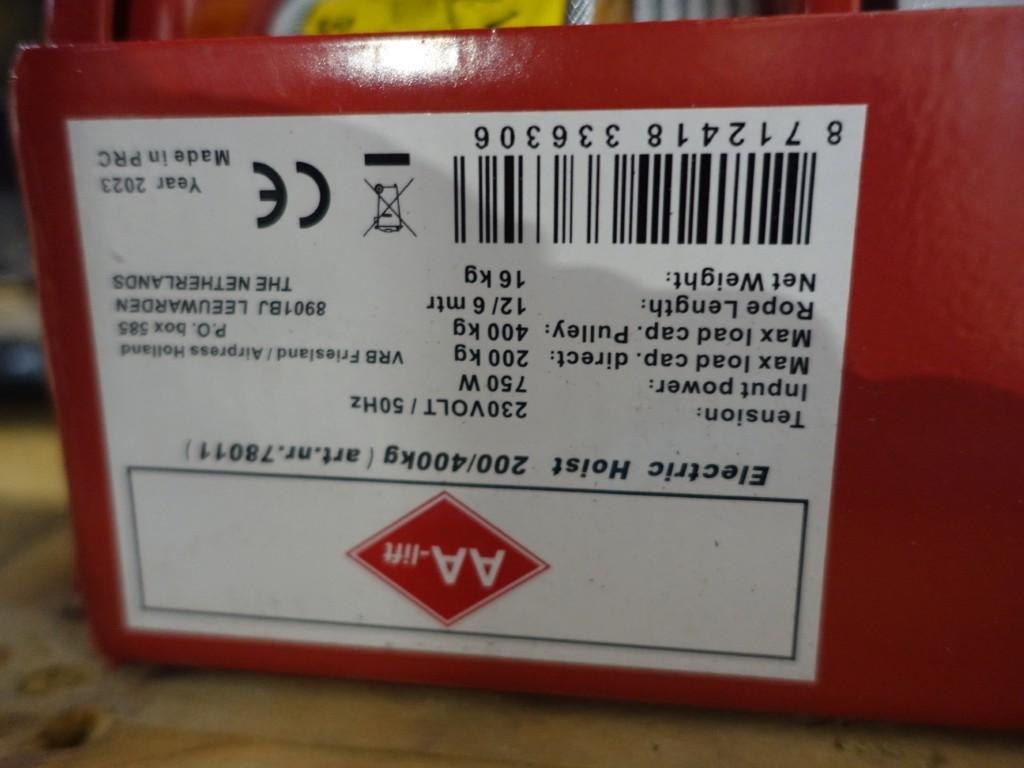 AA-lift
Electric Hoist 200/400kg (art.nr.78011)
Tension: 230VOLT / 50Hz
Input power: 750 W
Max load cap. direct: 200 kg
Max load cap. Pulley: 400 kg
Rope Length: 12/6 mtr
Net Weight: 16 kg
VRB Friesland / Airpress Holland
P.O. box 585
8901BJ LEEUWARDEN
THE NETHERLANDS
8 712418 336306
CE
Year 2023
Made in PRC